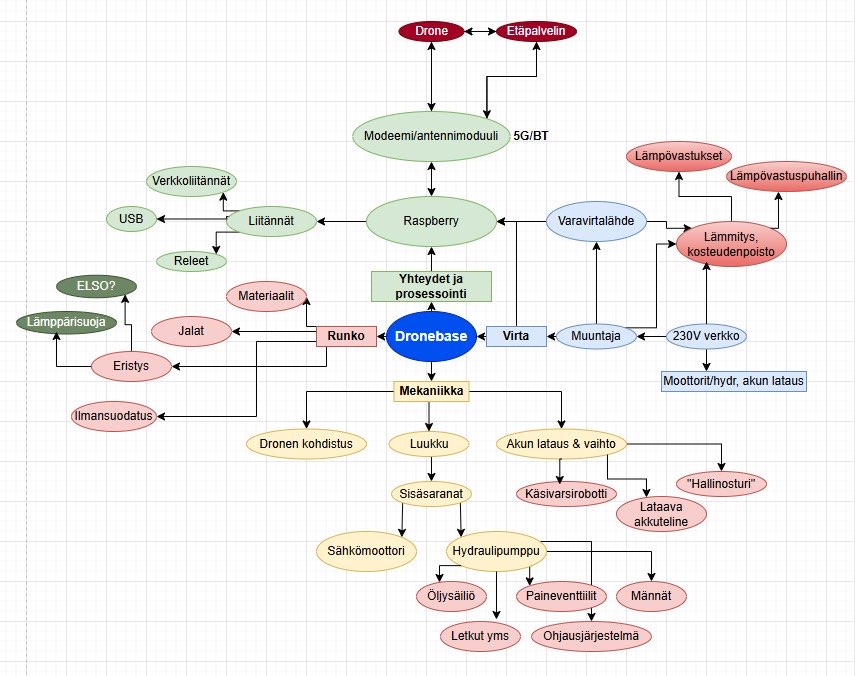 Drone
Etäpalvelin
Modeemi/antennimoduuli
5G/BT
Lämpövastukset
Lämpövastuspuhallin
Verkkoliitännät
USB
Liitännät
Raspberry
Varavirtalähde
Lämmitys,
kosteudenpoisto
Releet
ELSO?
Yhteydet ja
prosessointi
Materiaalit
Lämppärisuoja
Jalat
Runko
Dronebase
Virta
Muuntaja
230V verkko
Eristys
Moottorit/hydr, akun lataus
Mekaniikka
Ilmansuodatus
Dronen kohdistus
Luukku
Akun lataus & vaihto
Sisäsaranat
Käsivarsirobotti
"Hallinosturi"
Lataava
akkuteline
Sähkömoottori
Hydraulipumppu
Öljysäiliö
Paineventtiilit
Männät
Letkut yms
Ohjausjärjestelmä